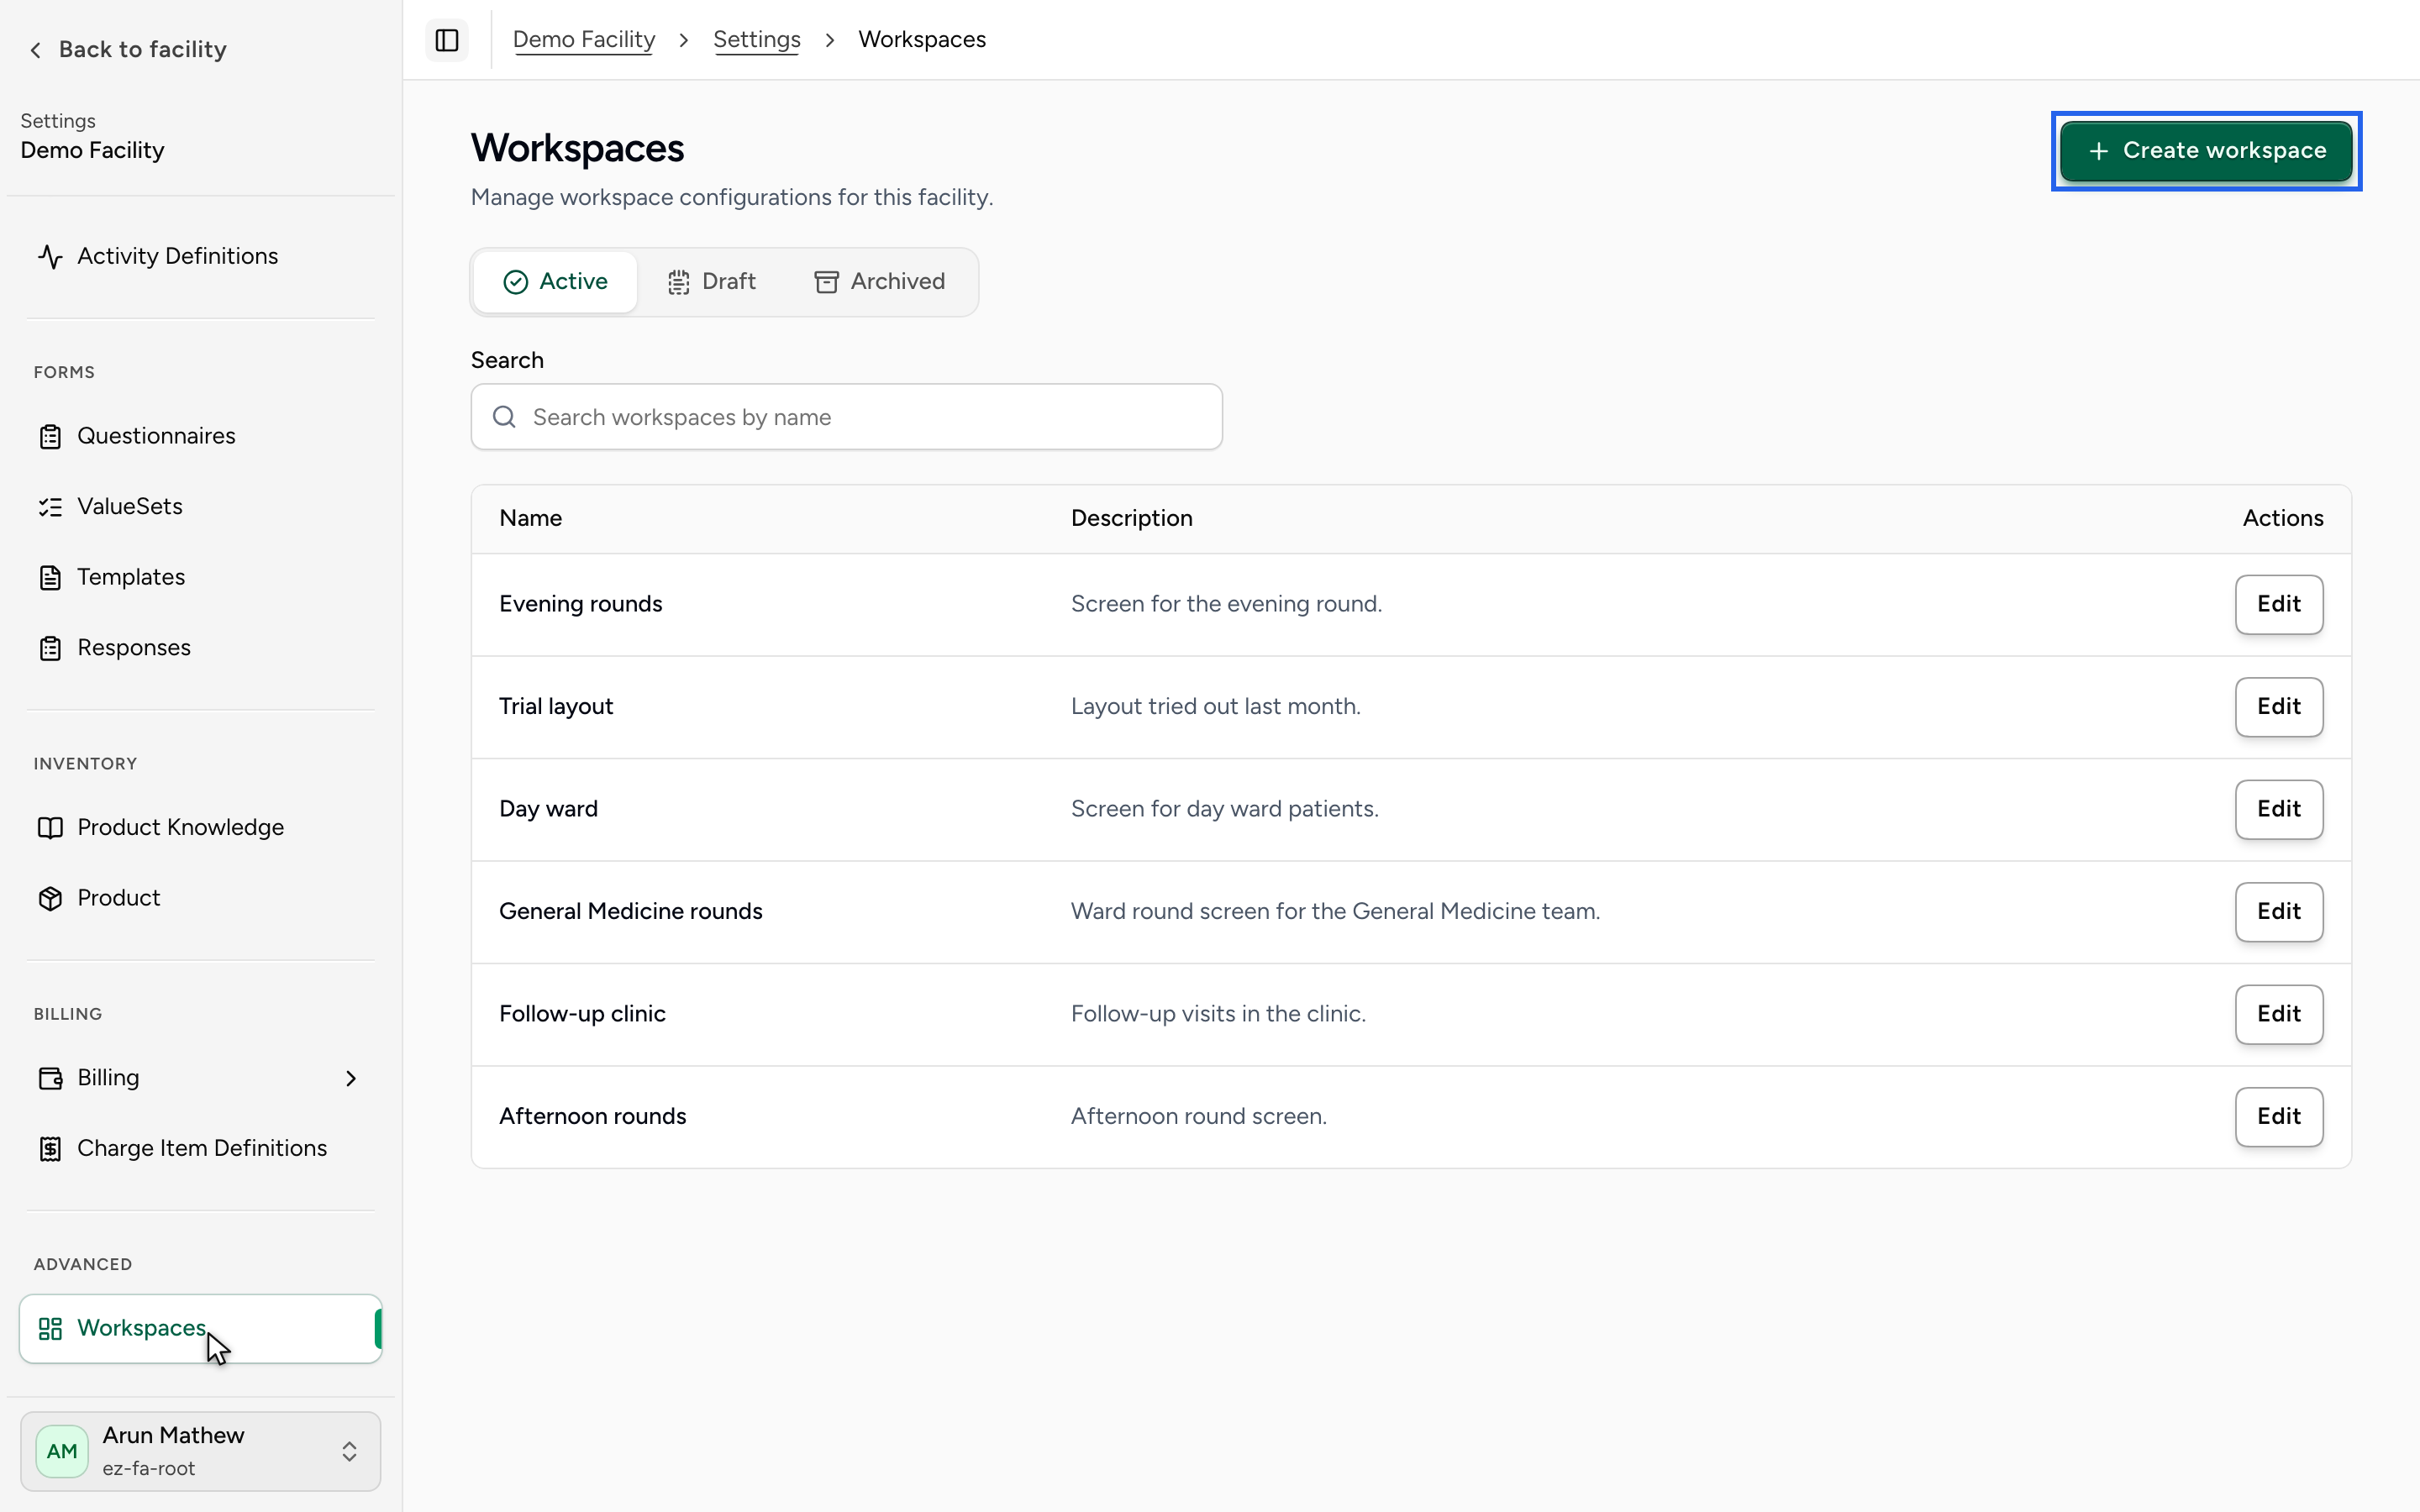 Back to facility
Settings
Demo Facility
Activity Definitions
FORMS
Questionnaires
ValueSets
Templates
Responses
INVENTORY
Product Knowledge
Product
BILLING
Billing
Charge Item Definitions
ADVANCED
Workspaces
AM
Arun Mathew
ez-fa-root
Demo Facility > Settings > Workspaces
Workspaces
Manage workspace configurations for this facility.
+ Create workspace
Active Draft Archived
Search
Search workspaces by name
Name Description Actions
Evening rounds Screen for the evening round. Edit
Trial layout Layout tried out last month. Edit
Day ward Screen for day ward patients. Edit
General Medicine rounds Ward round screen for the General Medicine team. Edit
Follow-up clinic Follow-up visits in the clinic. Edit
Afternoon rounds Afternoon round screen. Edit